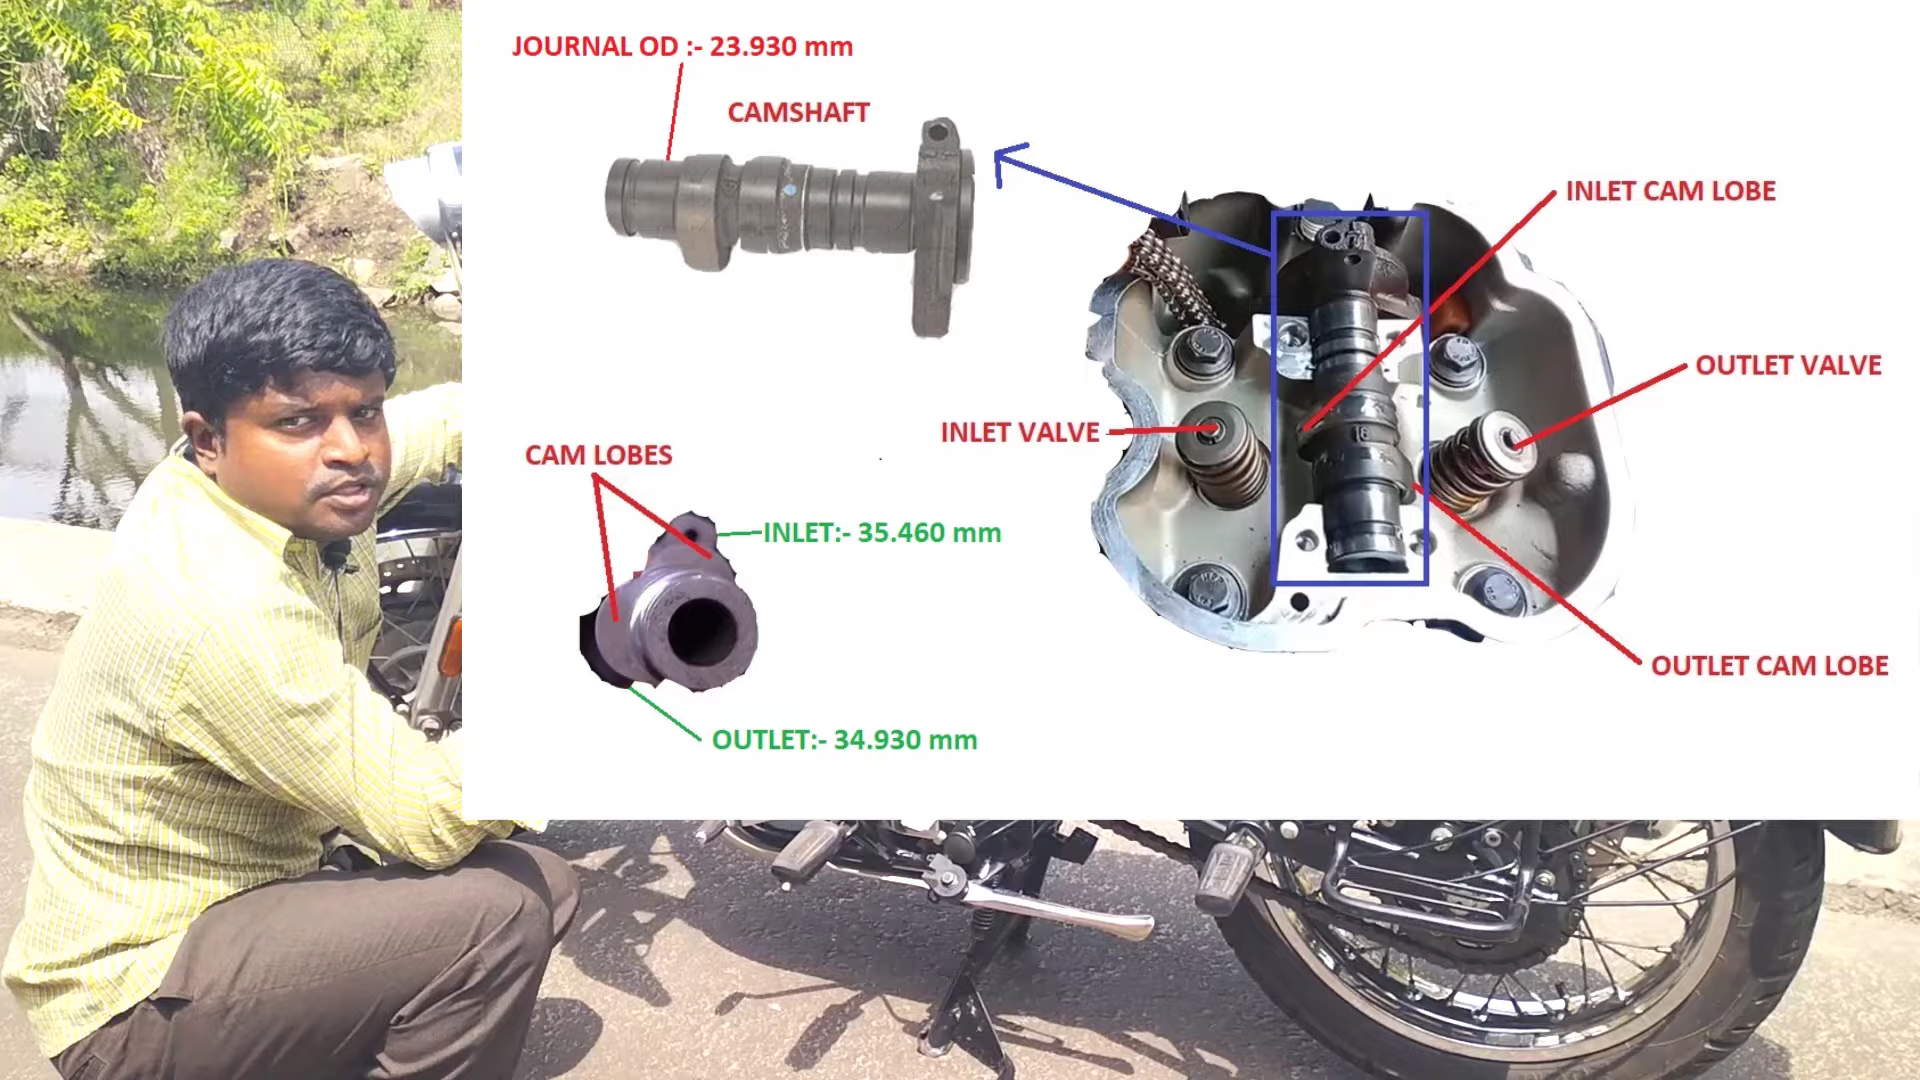 JOURNAL OD :- 23.930 mm
CAMSHAFT
INLET CAM LOBE
OUTLET VALVE
INLET VALVE
CAM LOBES
INLET:- 35.460 mm
OUTLET CAM LOBE
OUTLET:- 34.930 mm
16